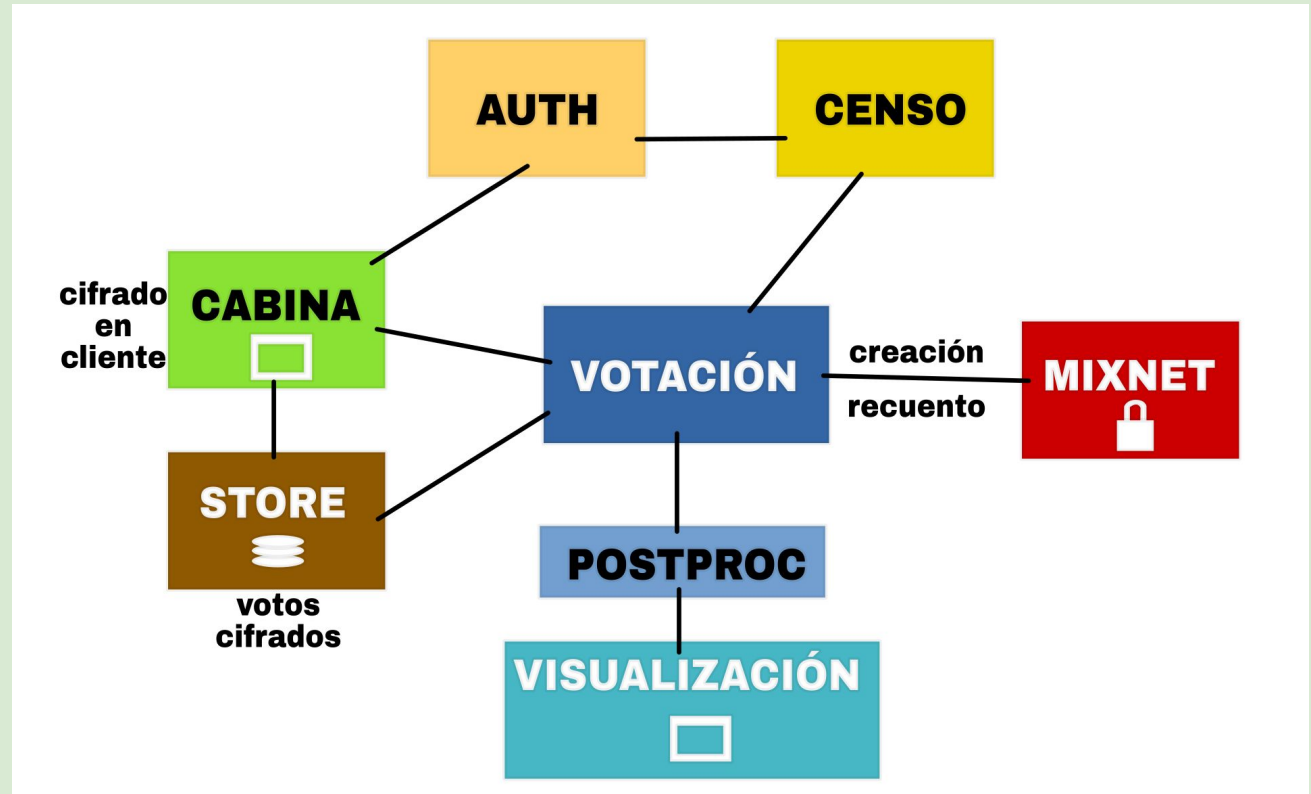 AUTH
CENSO
cifrado
en
cliente
CABINA
VOTACIÓN
creación
recuento
MIXNET
STORE
votos
cifrados
POSTPROC
VISUALIZACIÓN